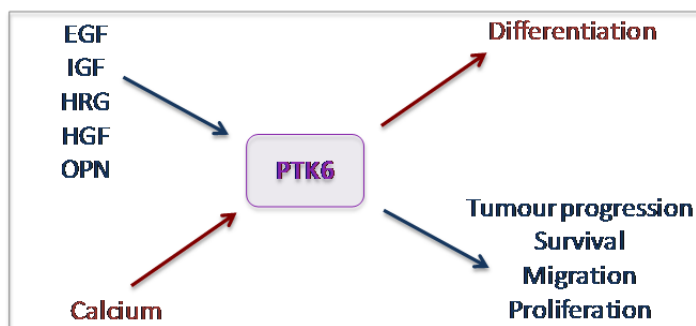 EGF
IGF
HRG
HGF
OPN
Calcium
PTK6
Differentiation
Tumour progression
Survival
Migration
Proliferation